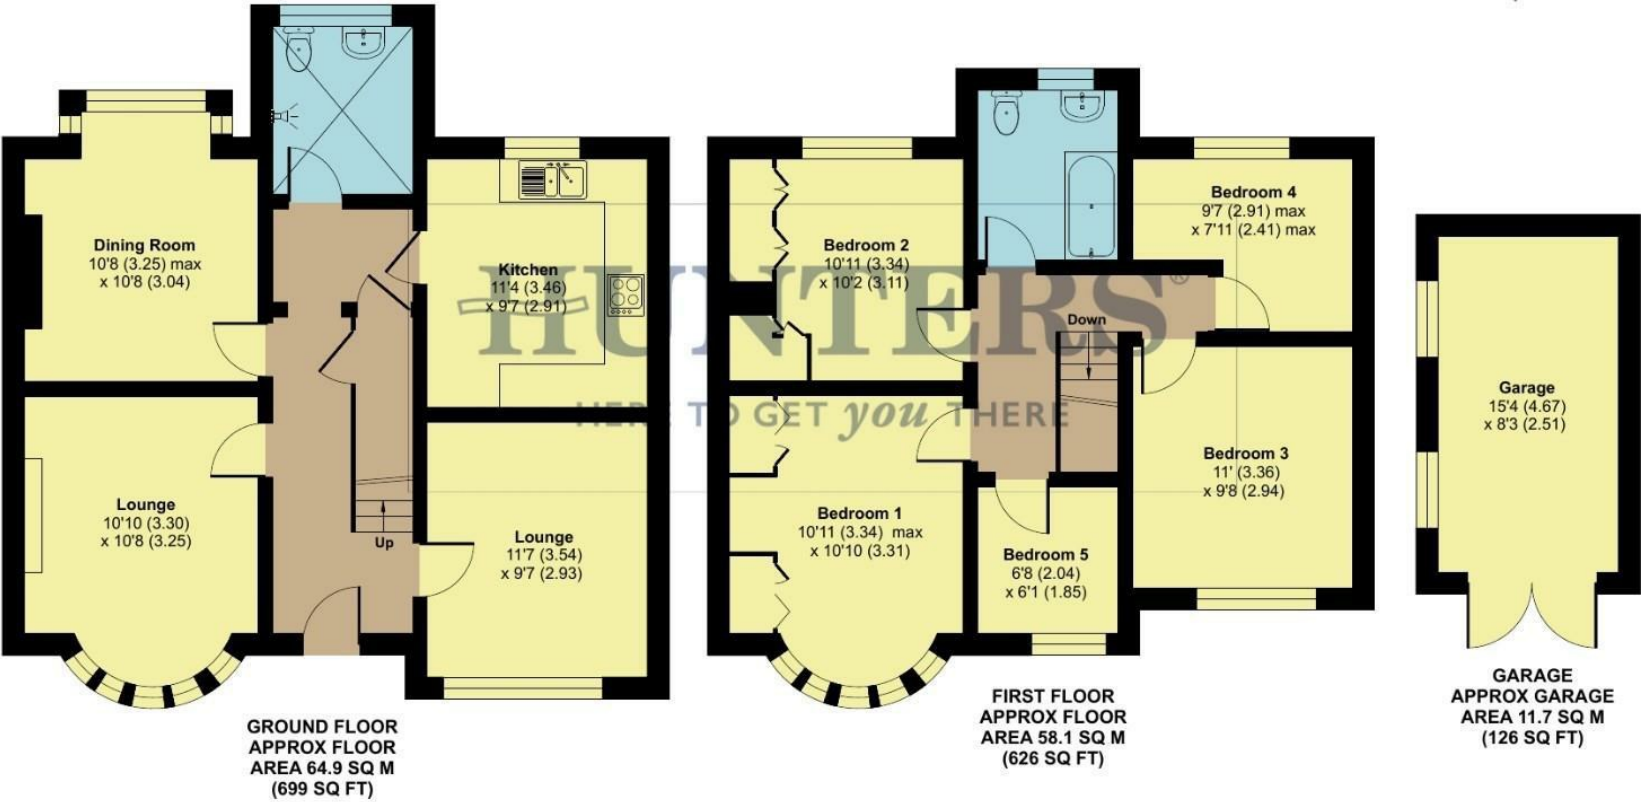 Dining Room
10'8 (3.25) max
x 10'8 (3.04)
Kitchen
11'4 (3.46)
x 9'7 (2.91)
Lounge
10'10 (3.30)
x 10'8 (3.25)
Up
Lounge
11'7 (3.54)
x 9'7 (2.93)
GROUND FLOOR
APPROX FLOOR
AREA 64.9 SQ M
(699 SQ FT)
Bedroom 2
10'11 (3.34)
x 10'2 (3.11)
Bedroom 4
9'7 (2.91) max
x 7'11 (2.41) max
Down
Bedroom 3
11' (3.36)
x 9'8 (2.94)
Bedroom 1
10'11 (3.34) max
x 10'10 (3.31)
Bedroom 5
6'8 (2.04)
x 6'1 (1.85)
FIRST FLOOR
APPROX FLOOR
AREA 58.1 SQ M
(626 SQ FT)
Garage
15'4 (4.67)
x 8'3 (2.51)
GARAGE
APPROX GARAGE
AREA 11.7 SQ M
(126 SQ FT)
HUNTERS®
HERE TO GET you THERE